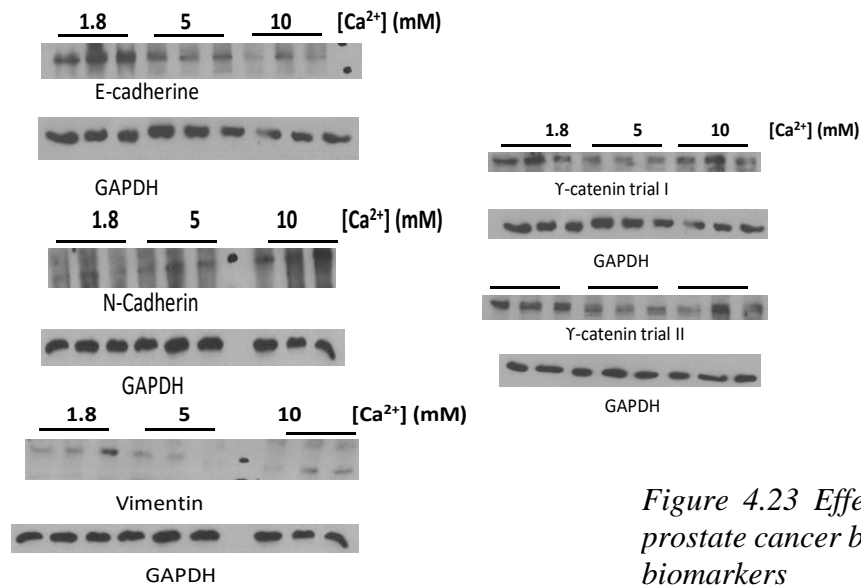 1.8 5 10 [Ca²⁺] (mM)
E-cadherine
GAPDH
1.8 5 10 [Ca²⁺] (mM)
N-Cadherin
GAPDH
1.8 5 10 [Ca²⁺] (mM)
Vimentin
GAPDH
1.8 5 10 [Ca²⁺] (mM)
ϒ-catenin trial I
GAPDH
ϒ-catenin trial II
GAPDH
Figure 4.23
prostate cancer
biomarkers